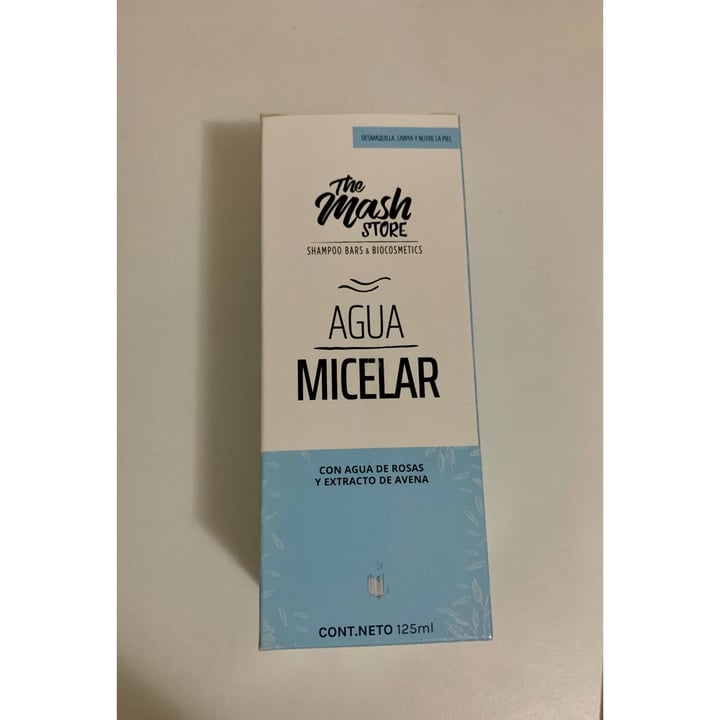 DESMAQUILLA, LIMPIA Y NUTRE LA PIEL
The
Mash
STORE
SHAMPOO BARS & BIOCOSMETICS
AGUA
MICELAR
CON AGUA DE ROSAS
Y EXTRACTO DE AVENA
CONT.NETO 125ml